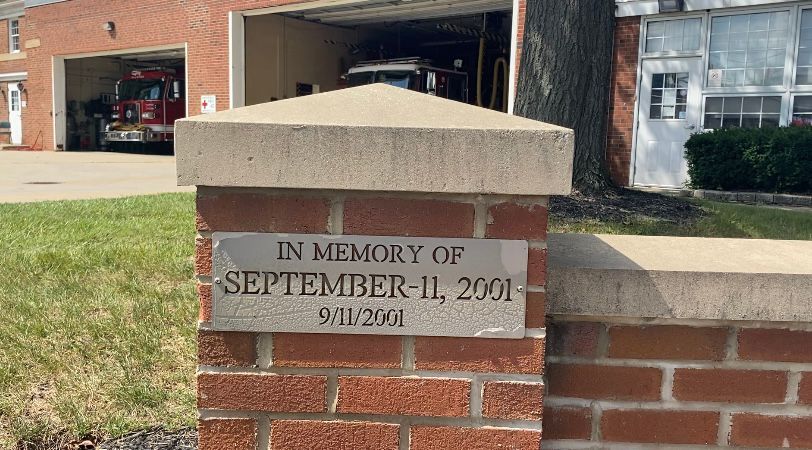 IN MEMORY OF
SEPTEMBER-11, 2001
9/11/2001